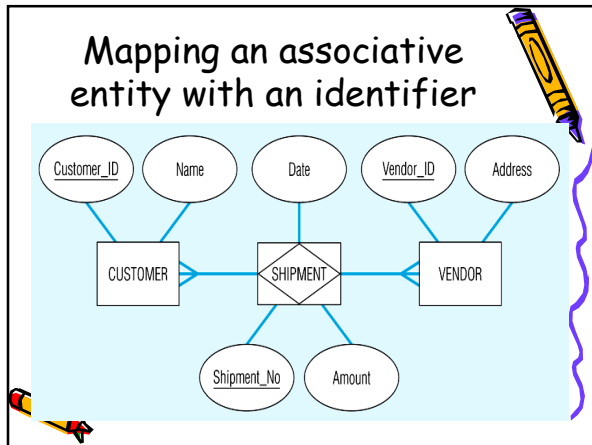 Mapping an associative
entity with an identifier
Customer_ID Name Date Vendor_ID Address
CUSTOMER SHIPMENT VENDOR
Shipment_No Amount